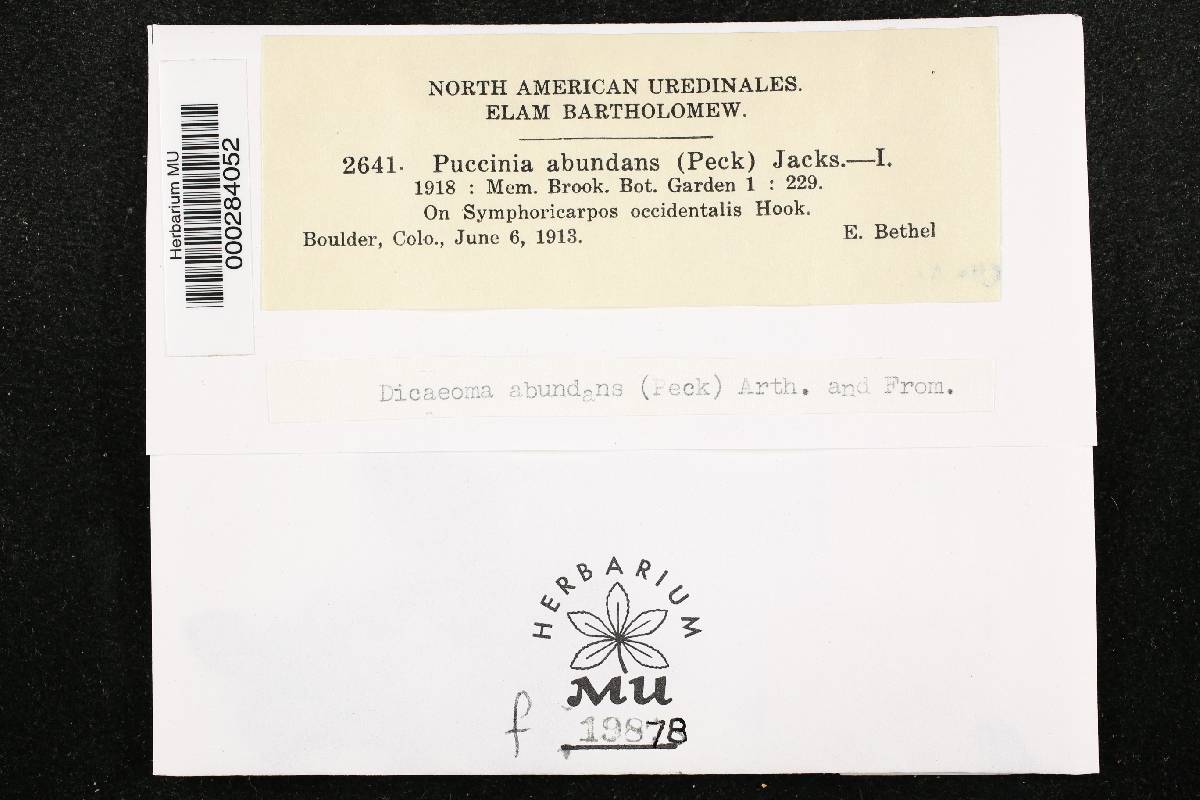 NORTH AMERICAN UREDINALES.
ELAM BARTHOLOMEW.
2641. Puccinia abundans (Peck) Jacks.—I.
1918 : Mem. Brook. Bot. Garden 1 : 229.
On Symphoricarpos occidentalis Hook.
Boulder, Colo., June 6, 1913. E. Bethel
Herbarium MU
000284052
Dicaeoma abundans (Peck) Arth. and From.
HERBARIUM
MU
f